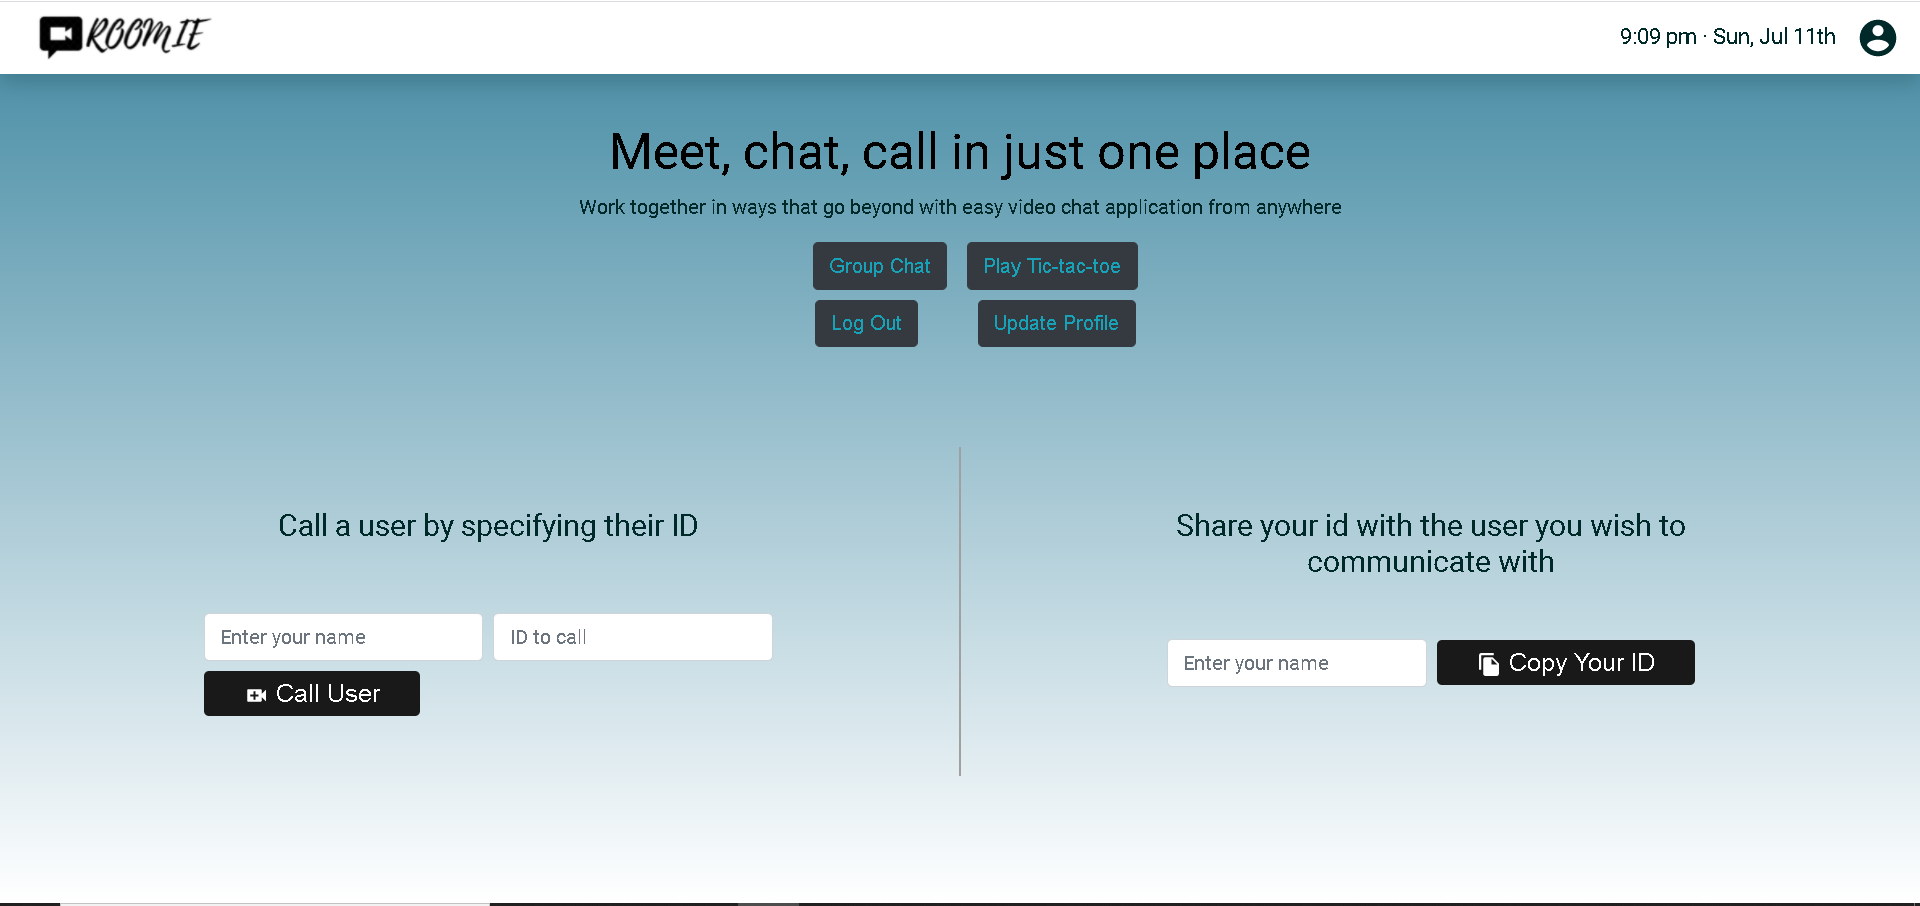 ROOMIE
9:09 pm · Sun, Jul 11th
Meet, chat, call in just one place
Work together in ways that go beyond with easy video chat application from anywhere
Group Chat
Play Tic-tac-toe
Log Out
Update Profile
Call a user by specifying their ID
Enter your name
ID to call
Call User
Share your id with the user you wish to
communicate with
Enter your name
Copy Your ID